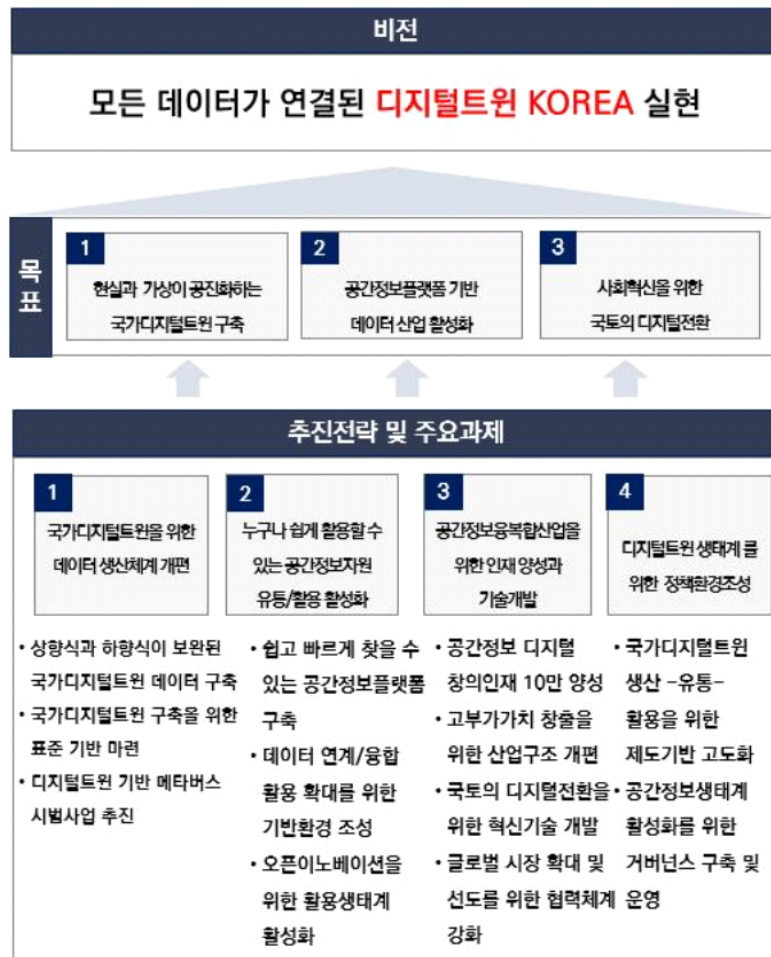 비전
모든 데이터가 연결된 디지털트윈 KOREA 실현
목표
1
현실과 가상이 공진화하는
국가디지털트윈 구축
2
공간정보플랫폼 기반
데이터 산업 활성화
3
사회혁신을 위한
국토의 디지털전환
추진전략 및 주요과제
1
국가디지털트윈을 위한
데이터 생산체계 개편
• 상향식과 하향식이 보완된
국가디지털트윈 데이터 구축
• 국가디지털트윈 구축을 위한
표준 기반 마련
• 디지털트윈 기반 메타버스
시범사업 추진
2
누구나 쉽게 활용할 수
있는 공간정보자원
유통/활용 활성화
• 쉽고 빠르게 찾을 수
있는 공간정보플랫폼
구축
• 데이터 연계/융합
활용 확대를 위한
기반환경 조성
• 오픈이노베이션을
위한 활용생태계
활성화
3
공간정보융복합산업을
위한 인재 양성과
기술개발
• 공간정보 디지털
창의인재 10만 양성
• 고부가가치 창출을
위한 산업구조 개편
• 국토의 디지털전환을
위한 혁신기술 개발
• 글로벌 시장 확대 및
선도를 위한 협력체계
강화
4
디지털트윈 생태계 를
위한 정책환경조성
• 국가디지털트윈
생산 -유통-
활용을 위한
제도기반 고도화
• 공간정보생태계
활성화를 위한
거버넌스 구축 및
운영